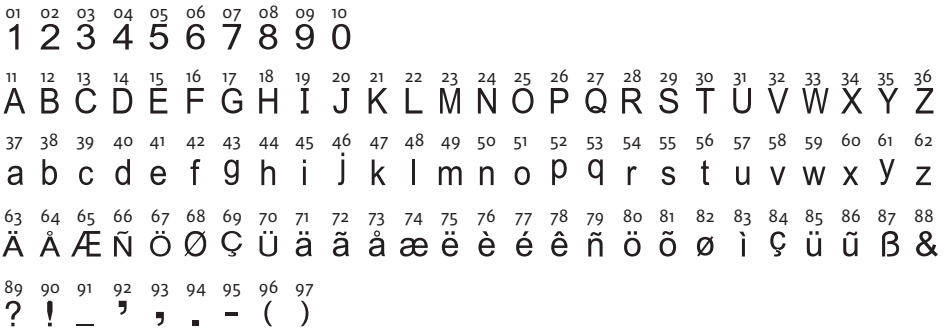 01 02 03 04 05 06 07 08 09 10
1 2 3 4 5 6 7 8 9 0
11 12 13 14 15 16 17 18 19 20 21 22 23 24 25 26 27 28 29 30 31 32 33 34 35 36
A B C D E F G H I J K L M N O P Q R S T U V W X Y Z
37 38 39 40 41 42 43 44 45 46 47 48 49 50 51 52 53 54 55 56 57 58 59 60 61 62
a b c d e f g h i j k l m n o p q r s t u v w x y z
63 64 65 66 67 68 69 70 71 72 73 74 75 76 77 78 79 80 81 82 83 84 85 86 87 88
Ä Å Æ Ñ Ö Ø Ç Ü ä ã å æ ë è é ê ñ ö õ ø ì ç ü ũ ß &
89 90 91 92 93 94 95 96 97
? ! _ ’ , . - ( )